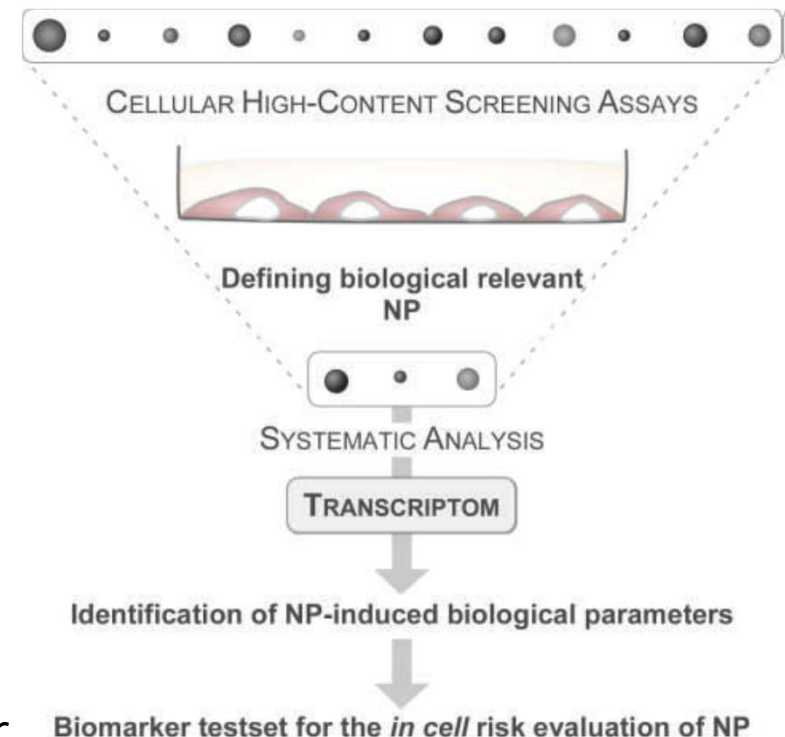 CELLULAR HIGH-CONTENT SCREENING ASSAYS
Defining biological relevant
NP
SYSTEMATIC ANALYSIS
TRANSCRIPTOM
Identification of NP-induced biological parameters
Biomarker testset for the in cell risk evaluation of NP